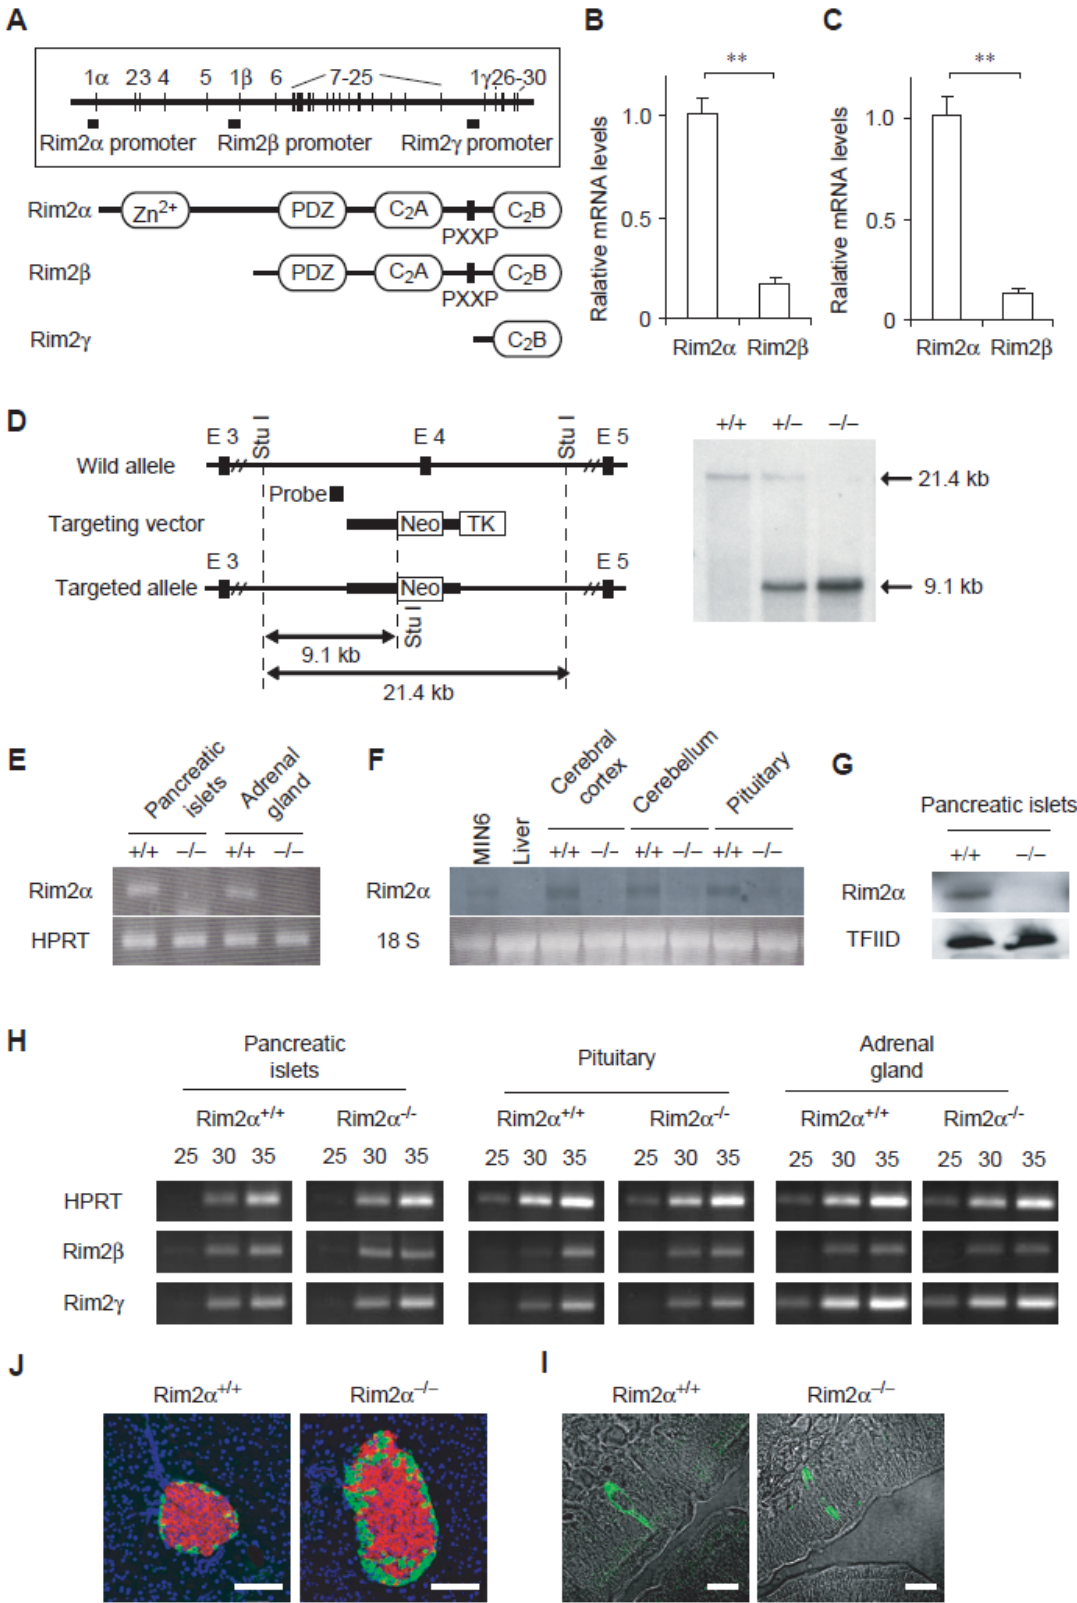 A
1α 23 4 5 1β 6 7-25 1γ 26-30
Rim2α promoter Rim2β promoter Rim2γ promoter
Rim2α Zn2+ PDZ C2A C2B
PXXP
Rim2β PDZ C2A C2B
PXXP
Rim2γ C2B
B
**
Ralative mRNA levels
1.0
0.5
0
Rim2α Rim2β
C
**
Ralative mRNA levels
1.0
0.5
0
Rim2α Rim2β
D
E 3 Stu I E 4 Stu I E 5
Wild allele
Probe
Targeting vector Neo TK
E 3 E 5
Targeted allele Neo
Stu I
9.1 kb
21.4 kb
+/+ +/− −/−
21.4 kb
9.1 kb
E
Pancreatic islets Adrenal gland
+/+ −/− +/+ −/−
Rim2α
HPRT
F
MIN6 Liver Cerebral cortex Cerebellum Pituitary
+/+ −/− +/+ −/− +/+ −/−
Rim2α
18 S
G
Pancreatic islets
+/+ −/−
Rim2α
TFIID
H
Pancreatic islets Pituitary Adrenal gland
Rim2α+/+ Rim2α-/- Rim2α+/+ Rim2α-/- Rim2α+/+ Rim2α-/-
25 30 35 25 30 35 25 30 35 25 30 35 25 30 35 25 30 35
HPRT
Rim2β
Rim2γ
J
Rim2α+/+ Rim2α−/−
I
Rim2α+/+ Rim2α−/−